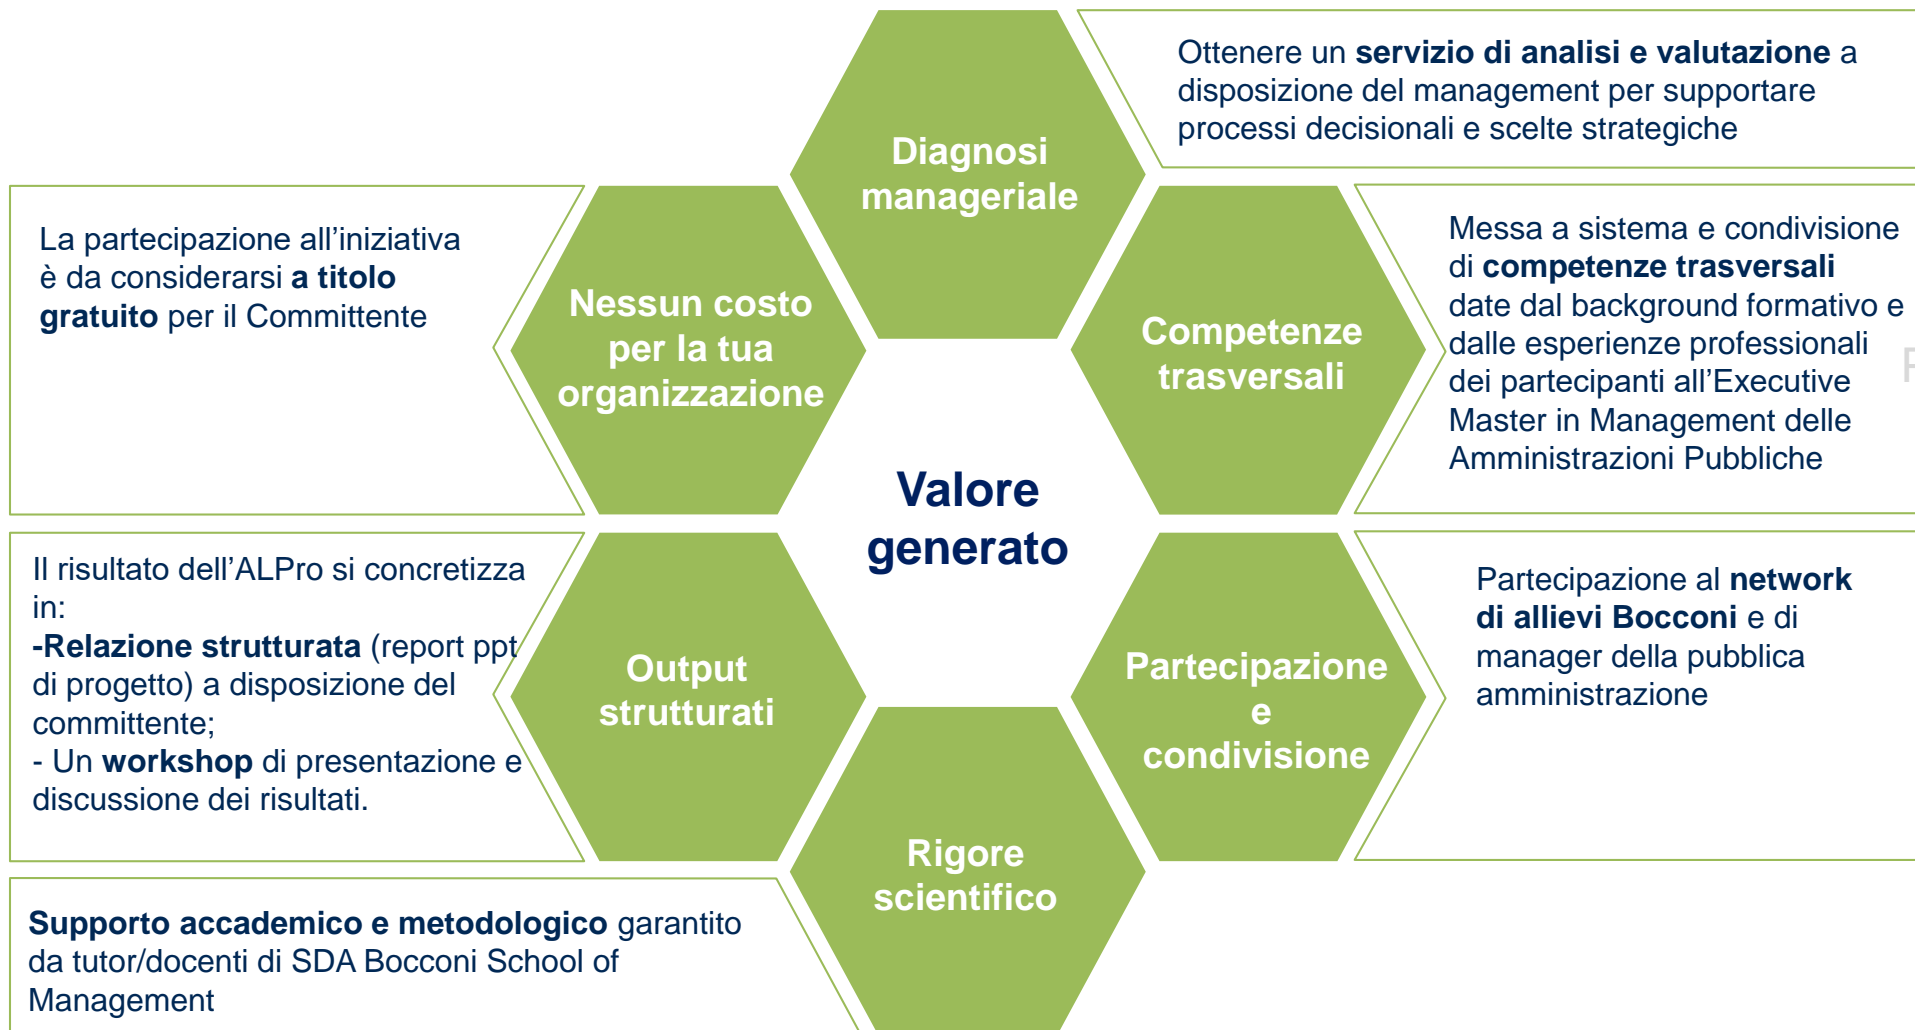 Ottenere un servizio di analisi e valutazione a
disposizione del management per supportare
processi decisionali e scelte strategiche
Diagnosi
manageriale
La partecipazione all’iniziativa
è da considerarsi a titolo
gratuito per il Committente
Nessun costo
per la tua
organizzazione
Competenze
trasversali
Messa a sistema e condivisione
di competenze trasversali
date dal background formativo e
dalle esperienze professionali
dei partecipanti all’Executive
Master in Management delle
Amministrazioni Pubbliche
Valore
generato
Il risultato dell’ALPro si concretizza
in:
-Relazione strutturata (report ppt
di progetto) a disposizione del
committente;
- Un workshop di presentazione e
discussione dei risultati.
Output
strutturati
Partecipazione
e
condivisione
Partecipazione al network
di allievi Bocconi e di
manager della pubblica
amministrazione
Rigore
scientifico
Supporto accademico e metodologico garantito
da tutor/docenti di SDA Bocconi School of
Management